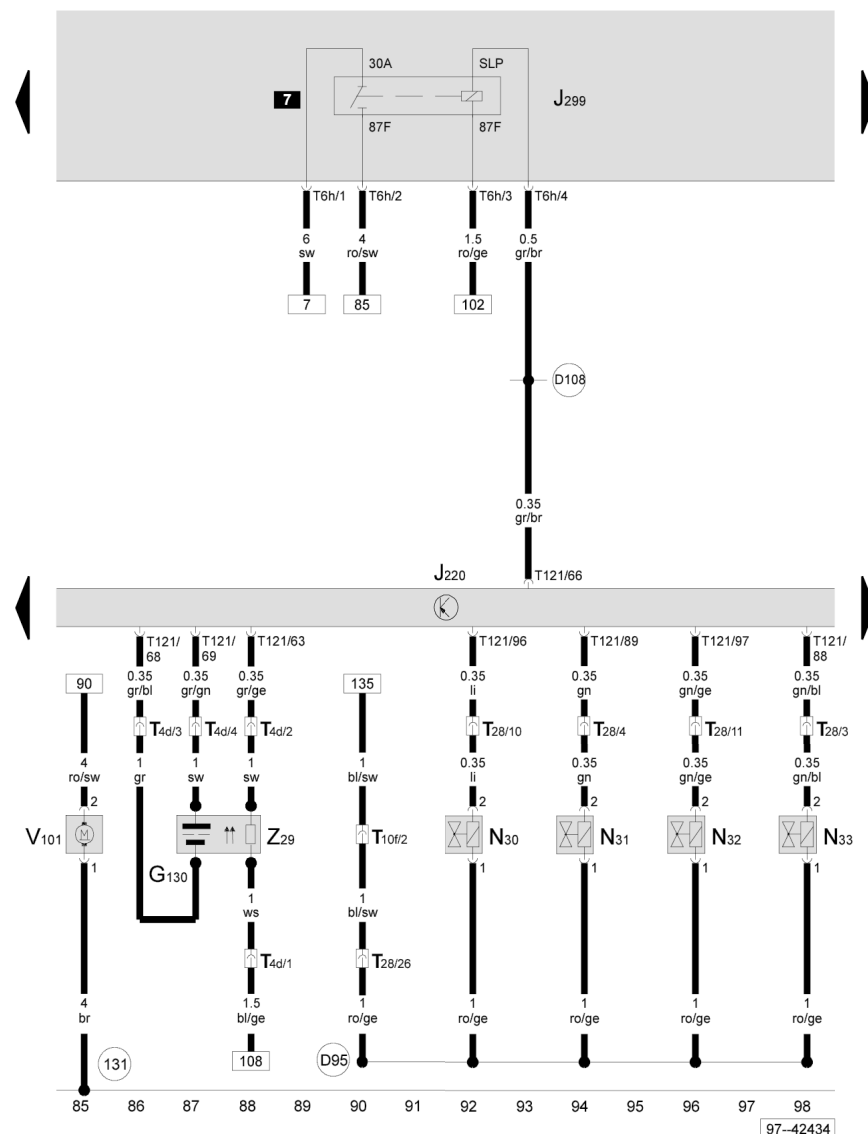 30A SLP
7 J299
87F 87F
T6h/1 T6h/2 T6h/3 T6h/4
6 4 1.5 0.5
sw ro/sw ro/ge gr/br
7 85 102
D108
0.35
gr/br
J220 T121/66
T121/68 T121/69 T121/63 T121/96 T121/89 T121/97 T121/88
90 0.35 0.35 0.35 135 0.35 0.35 0.35 0.35
gr/bl gr/gn gr/ge li gn gn/ge gn/bl
T4d/3 T4d/4 T4d/2 T28/10 T28/4 T28/11 T28/3
4 1 1 1 1 0.35 0.35 0.35 0.35
ro/sw gr sw sw bl/sw li gn gn/ge gn/bl
2 2 2 2 2
V101 M Z29 T10f/2 N30 N31 N32 N33
1 1 1 1 1
G130
1 1
ws bl/sw
T4d/1 T28/26
4 1.5 1 1 1 1 1
br bl/ge ro/ge ro/ge ro/ge ro/ge ro/ge
131 108 D95
85 86 87 88 89 90 91 92 93 94 95 96 97 98
97--42434